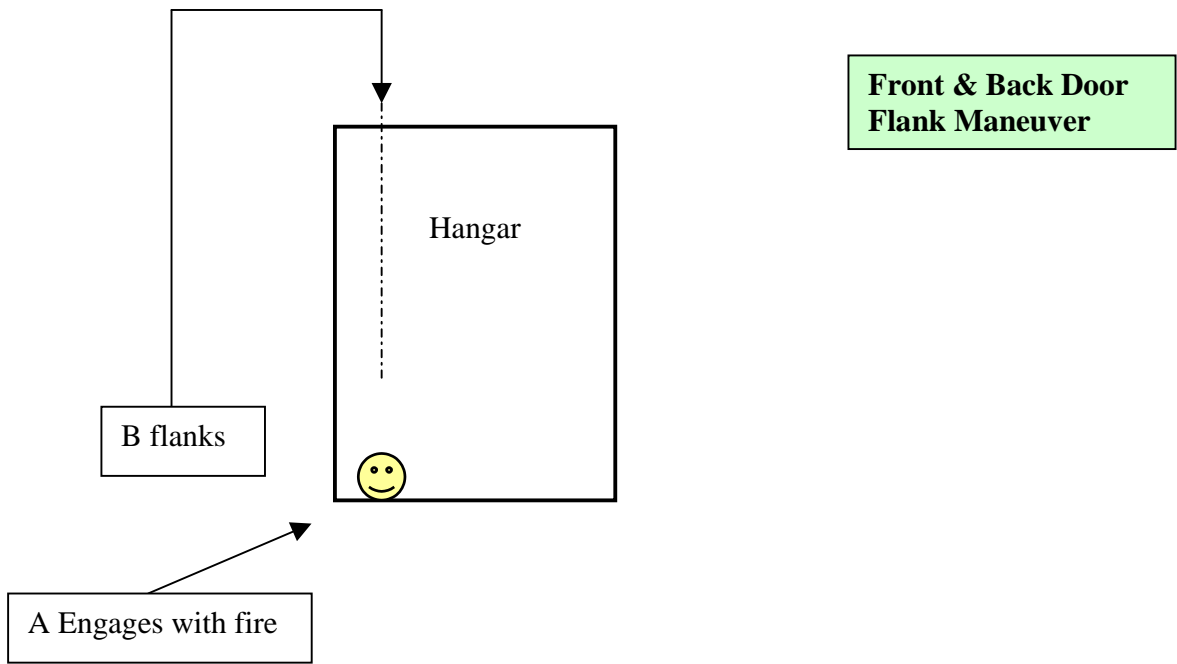 Front & Back Door
Flank Maneuver
Hangar
B flanks
A Engages with fire